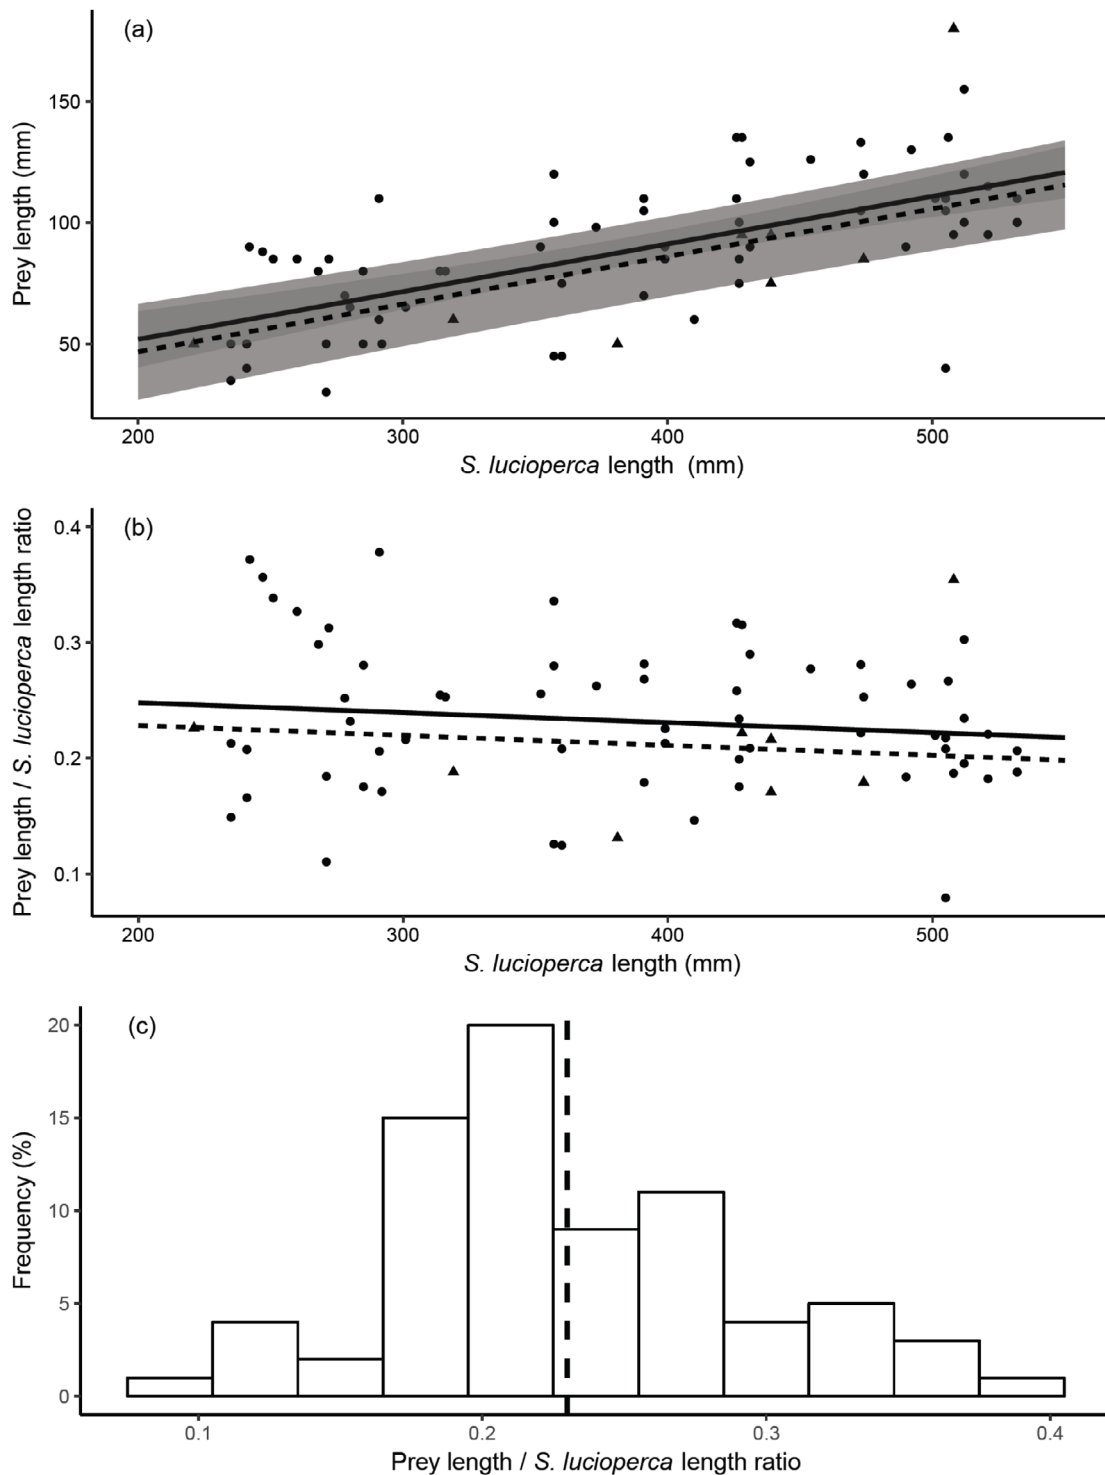 (a)
150
100
50
Prey length (mm)
200 300 400 500
S. lucioperca length (mm)
(b)
0.4
0.3
0.2
0.1
Prey length / S. lucioperca length ratio
200 300 400 500
S. lucioperca length (mm)
(c)
20
15
10
5
0
Frequency (%)
0.1 0.2 0.3 0.4
Prey length / S. lucioperca length ratio